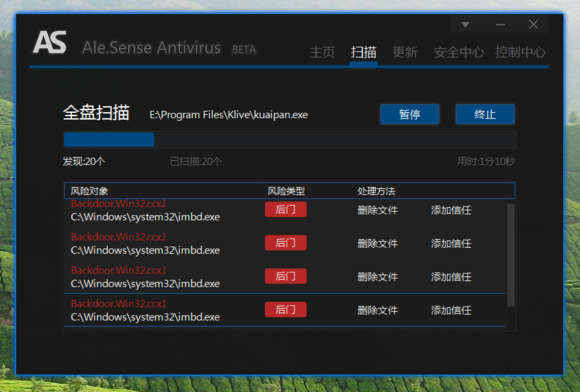 AS Ale.Sense Antivirus BETA
主页 扫描 更新 安全中心 控制中心
全盘扫描 E:\Program Files\Klive\kuaipan.exe 暂停 终止
发现:20个 已扫描:20个 用时:1分10秒
风险对象 风险类型 处理方法
Backdoor.Win32.ccx.l
C:\Windows\system32\imbd.exe 后门 删除文件 添加信任
Backdoor.Win32.ccx.l
C:\Windows\system32\imbd.exe 后门 删除文件 添加信任
Backdoor.Win32.ccx.l
C:\Windows\system32\imbd.exe 后门 删除文件 添加信任
Backdoor.Win32.ccx.l
C:\Windows\system32\imbd.exe 后门 删除文件 添加信任